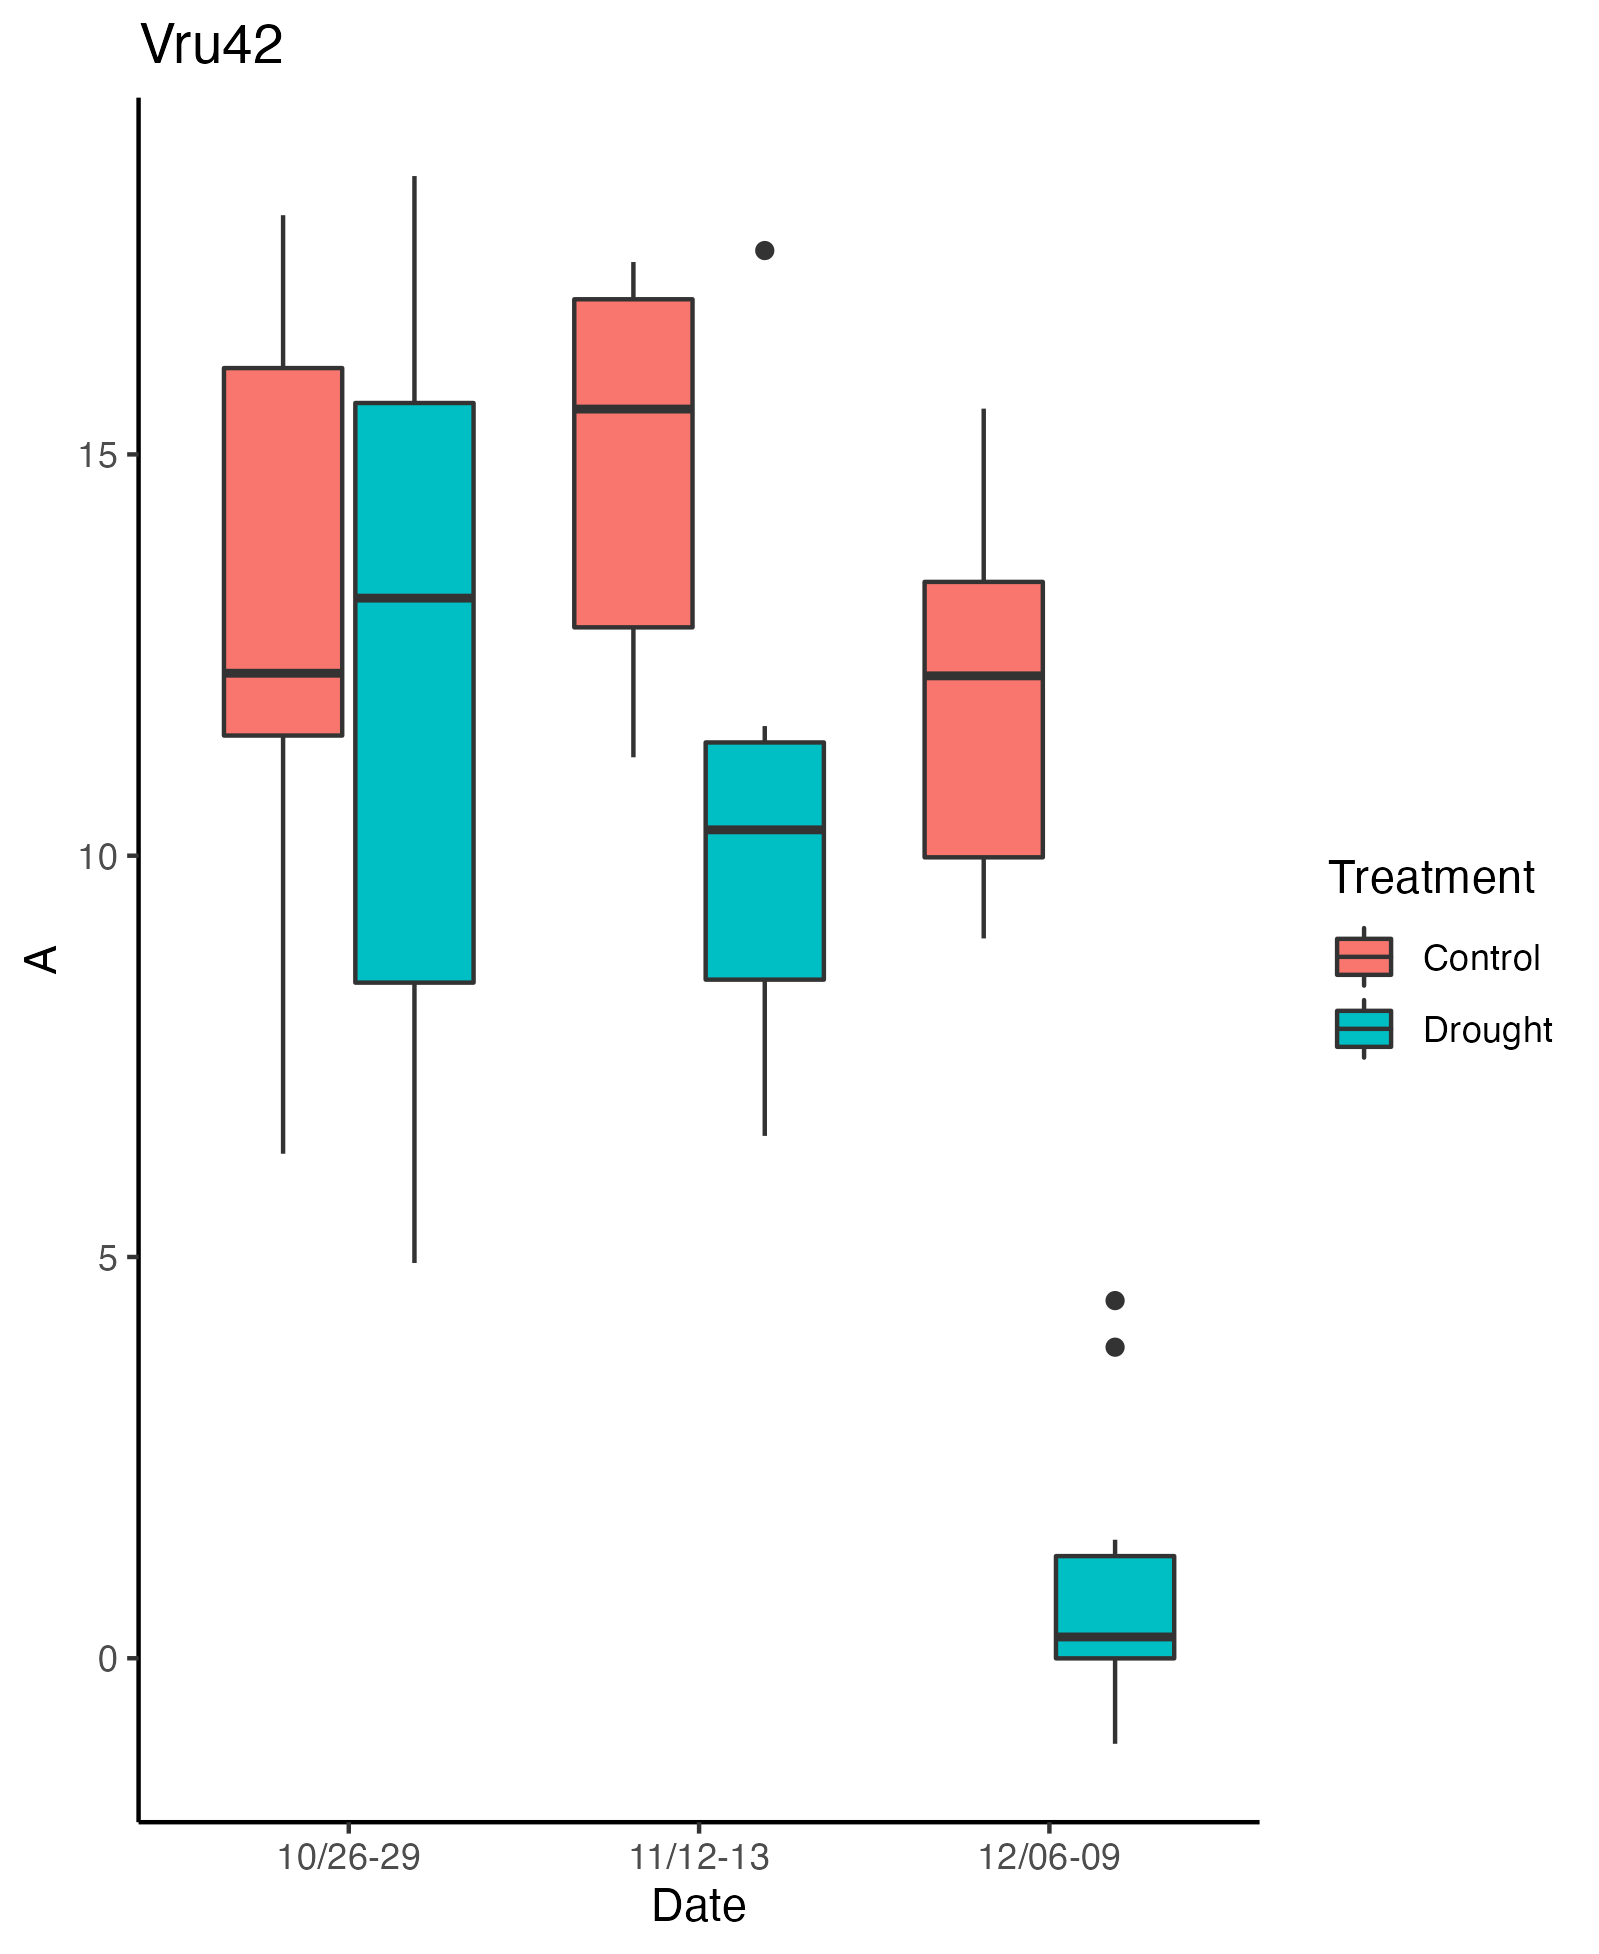 Vru42
15
10
5
0
A
10/26-29
11/12-13
12/06-09
Date
Treatment
Control
Drought